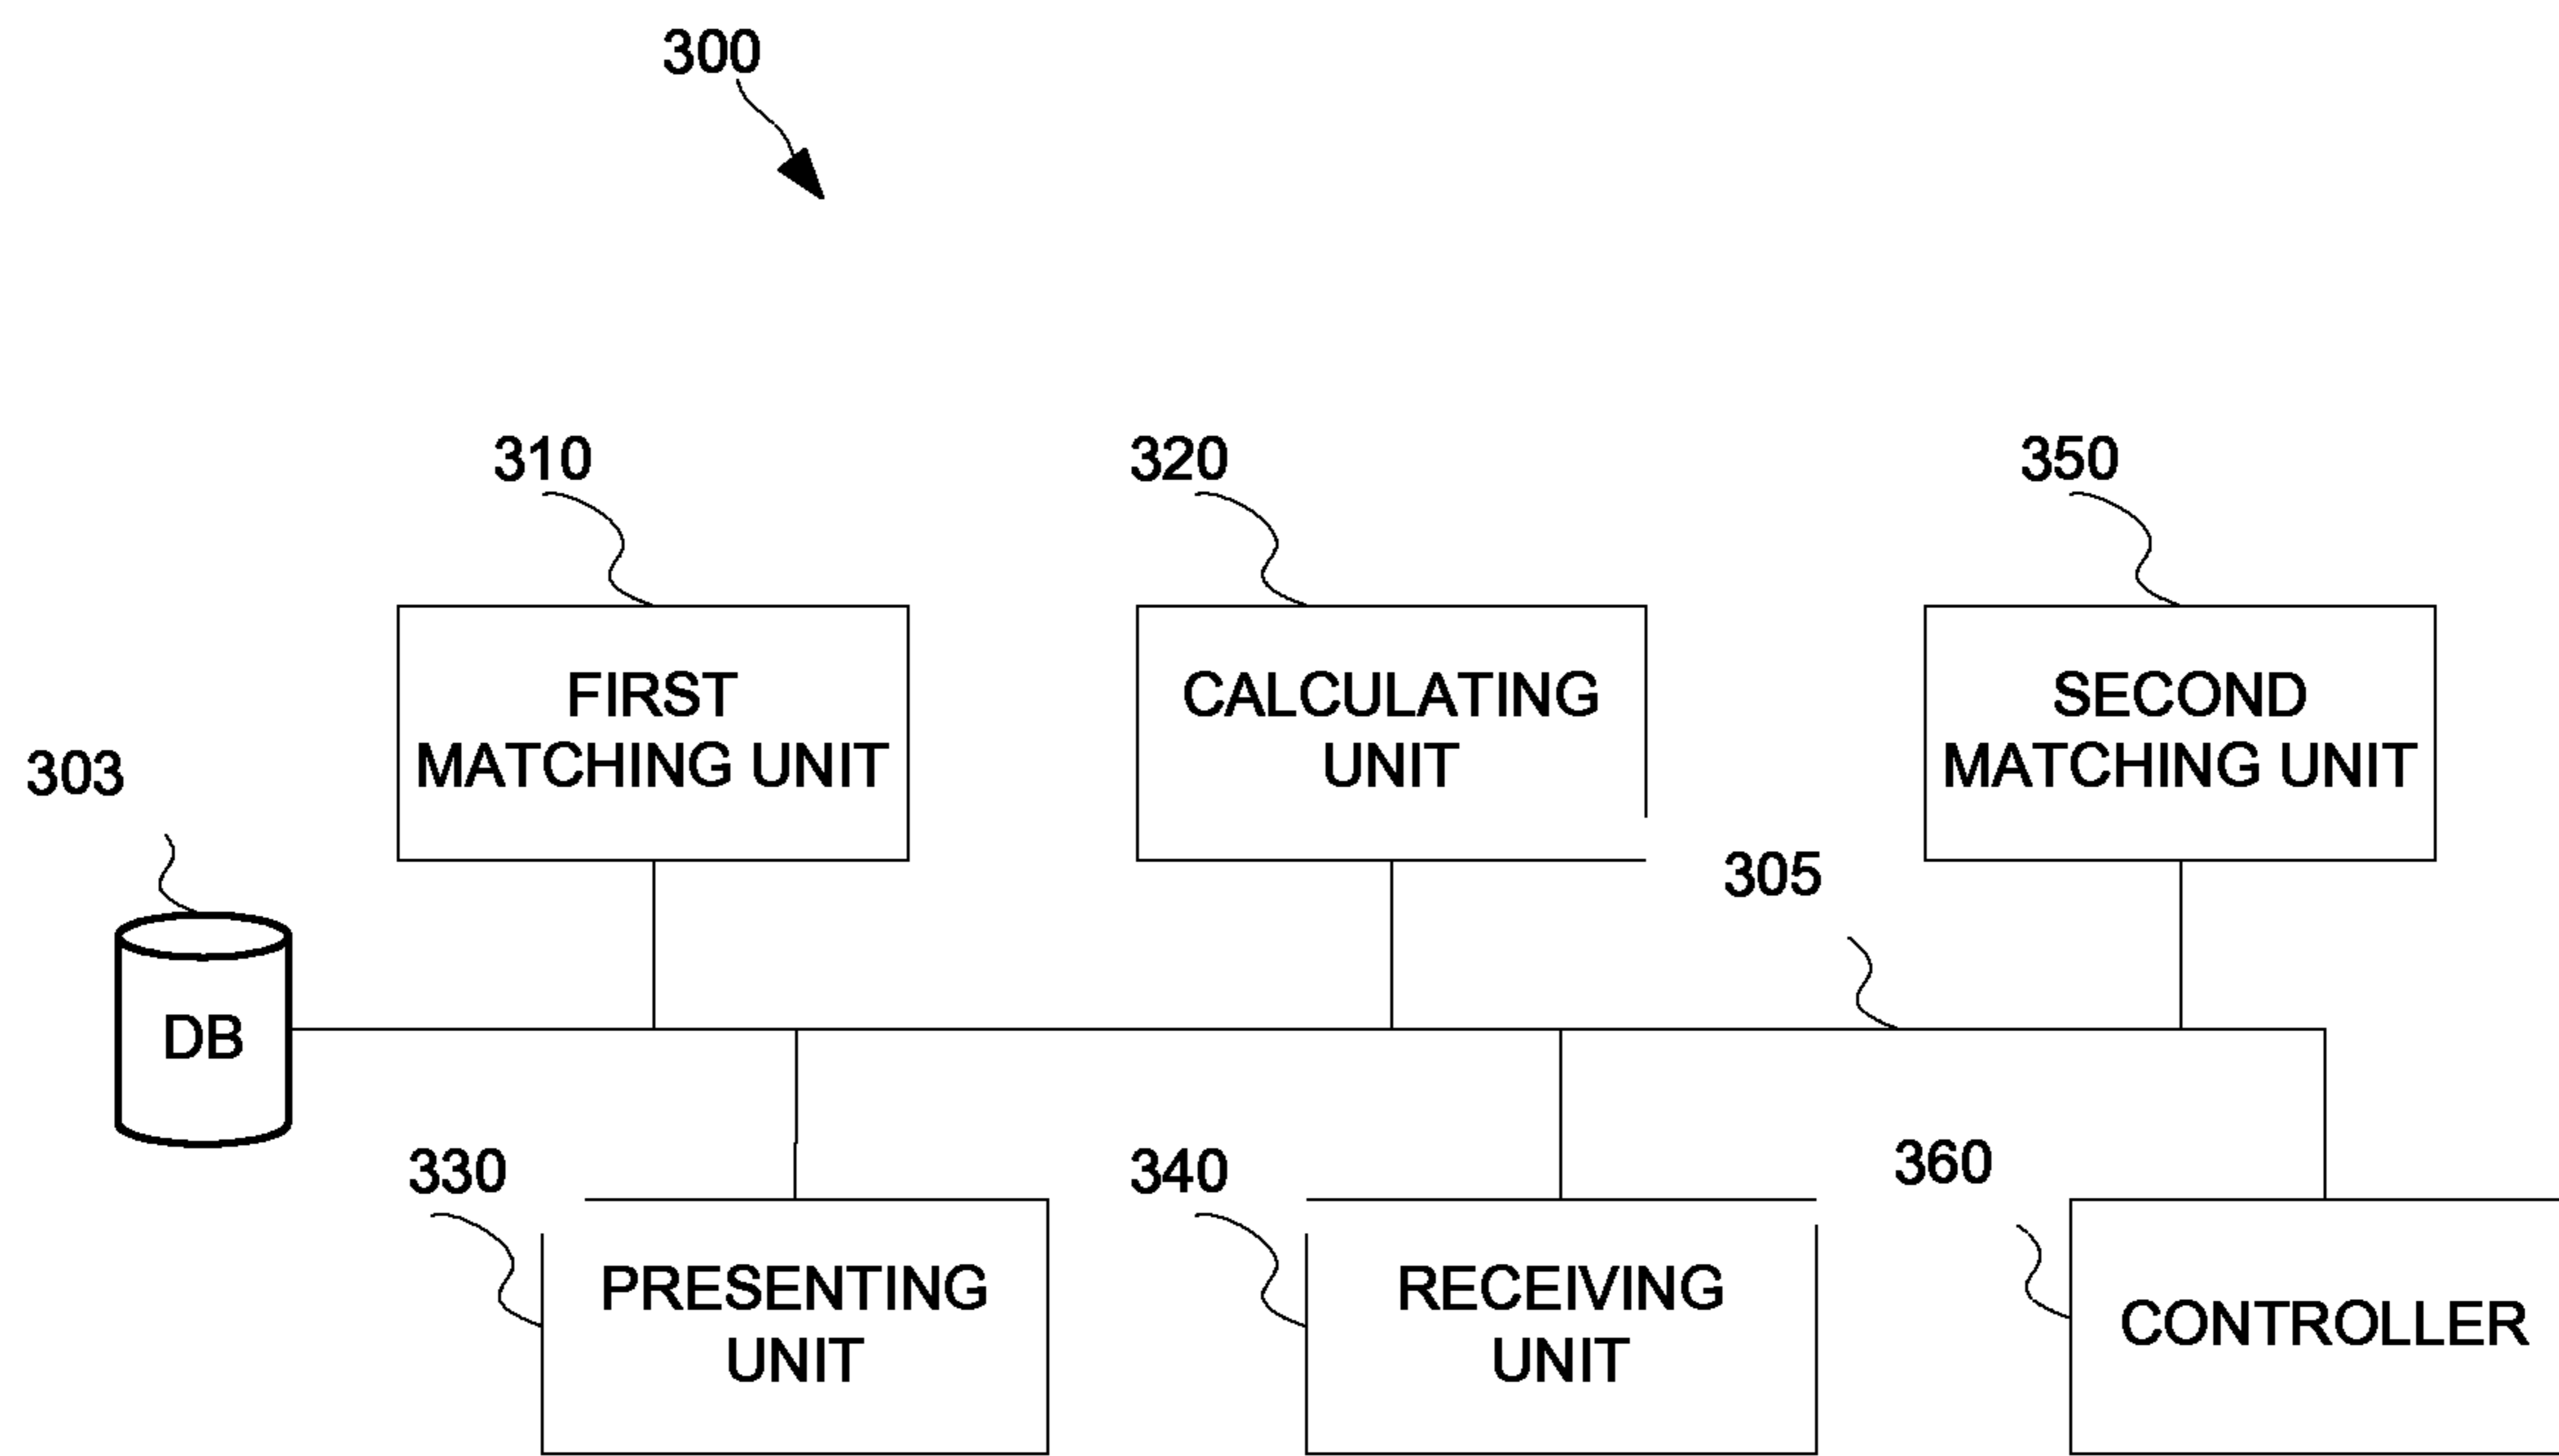 300
310
320
350
FIRST
MATCHING UNIT
CALCULATING
UNIT
SECOND
MATCHING UNIT
303
305
DB
330
340
360
PRESENTING
UNIT
RECEIVING
UNIT
CONTROLLER